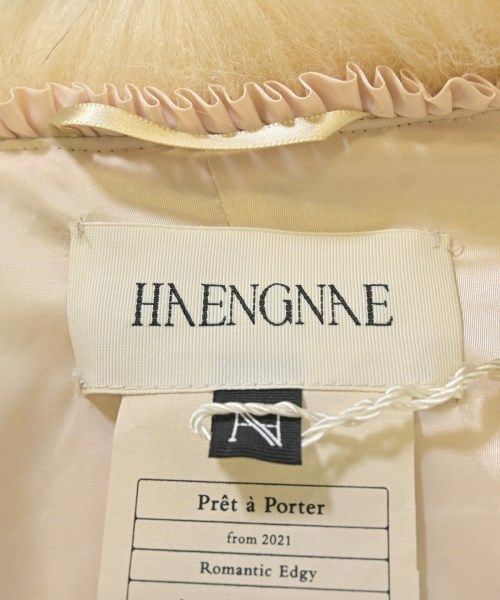 HAENGNAE
Prêt à Porter
from 2021
Romantic Edgy